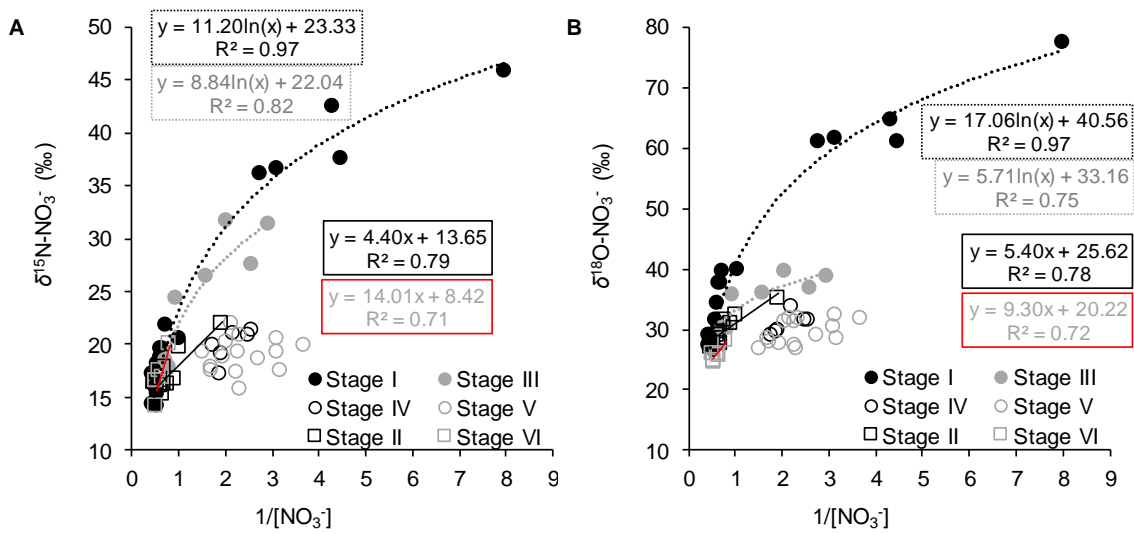 A
y = 11.20ln(x) + 23.33
R² = 0.97
y = 8.84ln(x) + 22.04
R² = 0.82
y = 4.40x + 13.65
R² = 0.79
y = 14.01x + 8.42
R² = 0.71
δ¹⁵N-NO₃⁻ (‰)
50
45
40
35
30
25
20
15
10
Stage I
Stage III
Stage IV
Stage V
Stage II
Stage VI
0 1 2 3 4 5 6 7 8 9
1/[NO₃⁻]
B
y = 17.06ln(x) + 40.56
R² = 0.97
y = 5.71ln(x) + 33.16
R² = 0.75
y = 5.40x + 25.62
R² = 0.78
y = 9.30x + 20.22
R² = 0.72
δ¹⁸O-NO₃⁻ (‰)
80
70
60
50
40
30
20
10
Stage I
Stage III
Stage IV
Stage V
Stage II
Stage VI
0 1 2 3 4 5 6 7 8 9
1/[NO₃⁻]